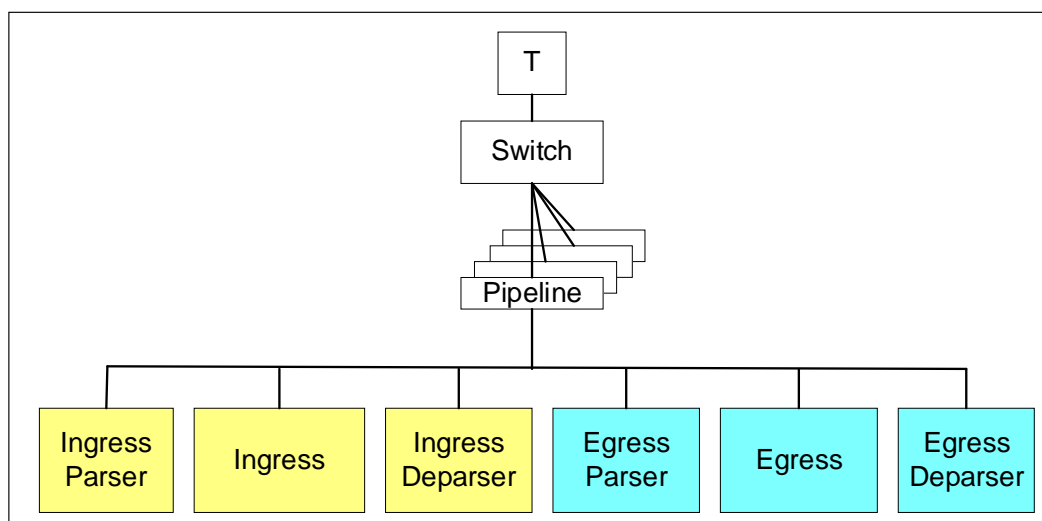 T
Switch
Pipeline
Ingress
Parser
Ingress
Ingress
Deparser
Egress
Parser
Egress
Egress
Deparser